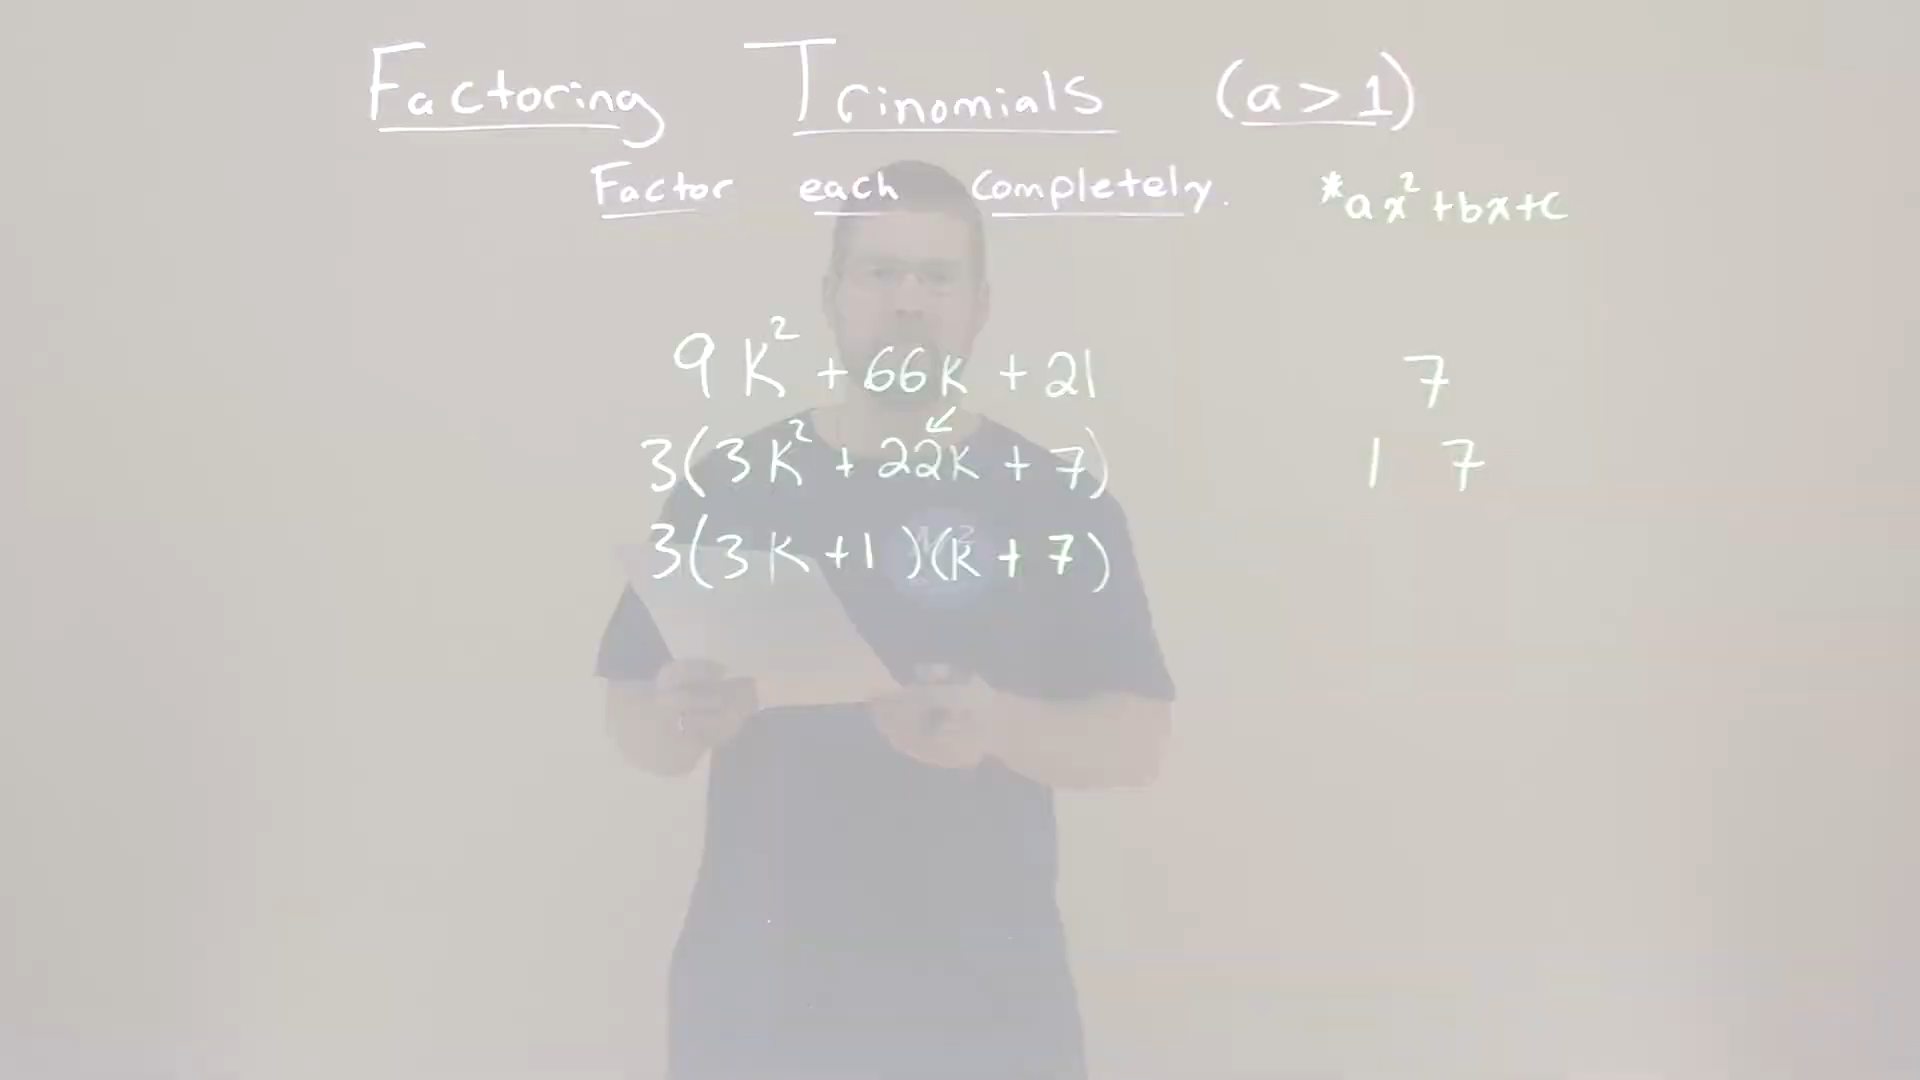 Factoring Trinomials (a > 1)
Factor each completely. *ax² + bx + c
9k² + 66k + 21 7
3(3k² + 22k + 7) 1 7
3(3k + 1)(k + 7)